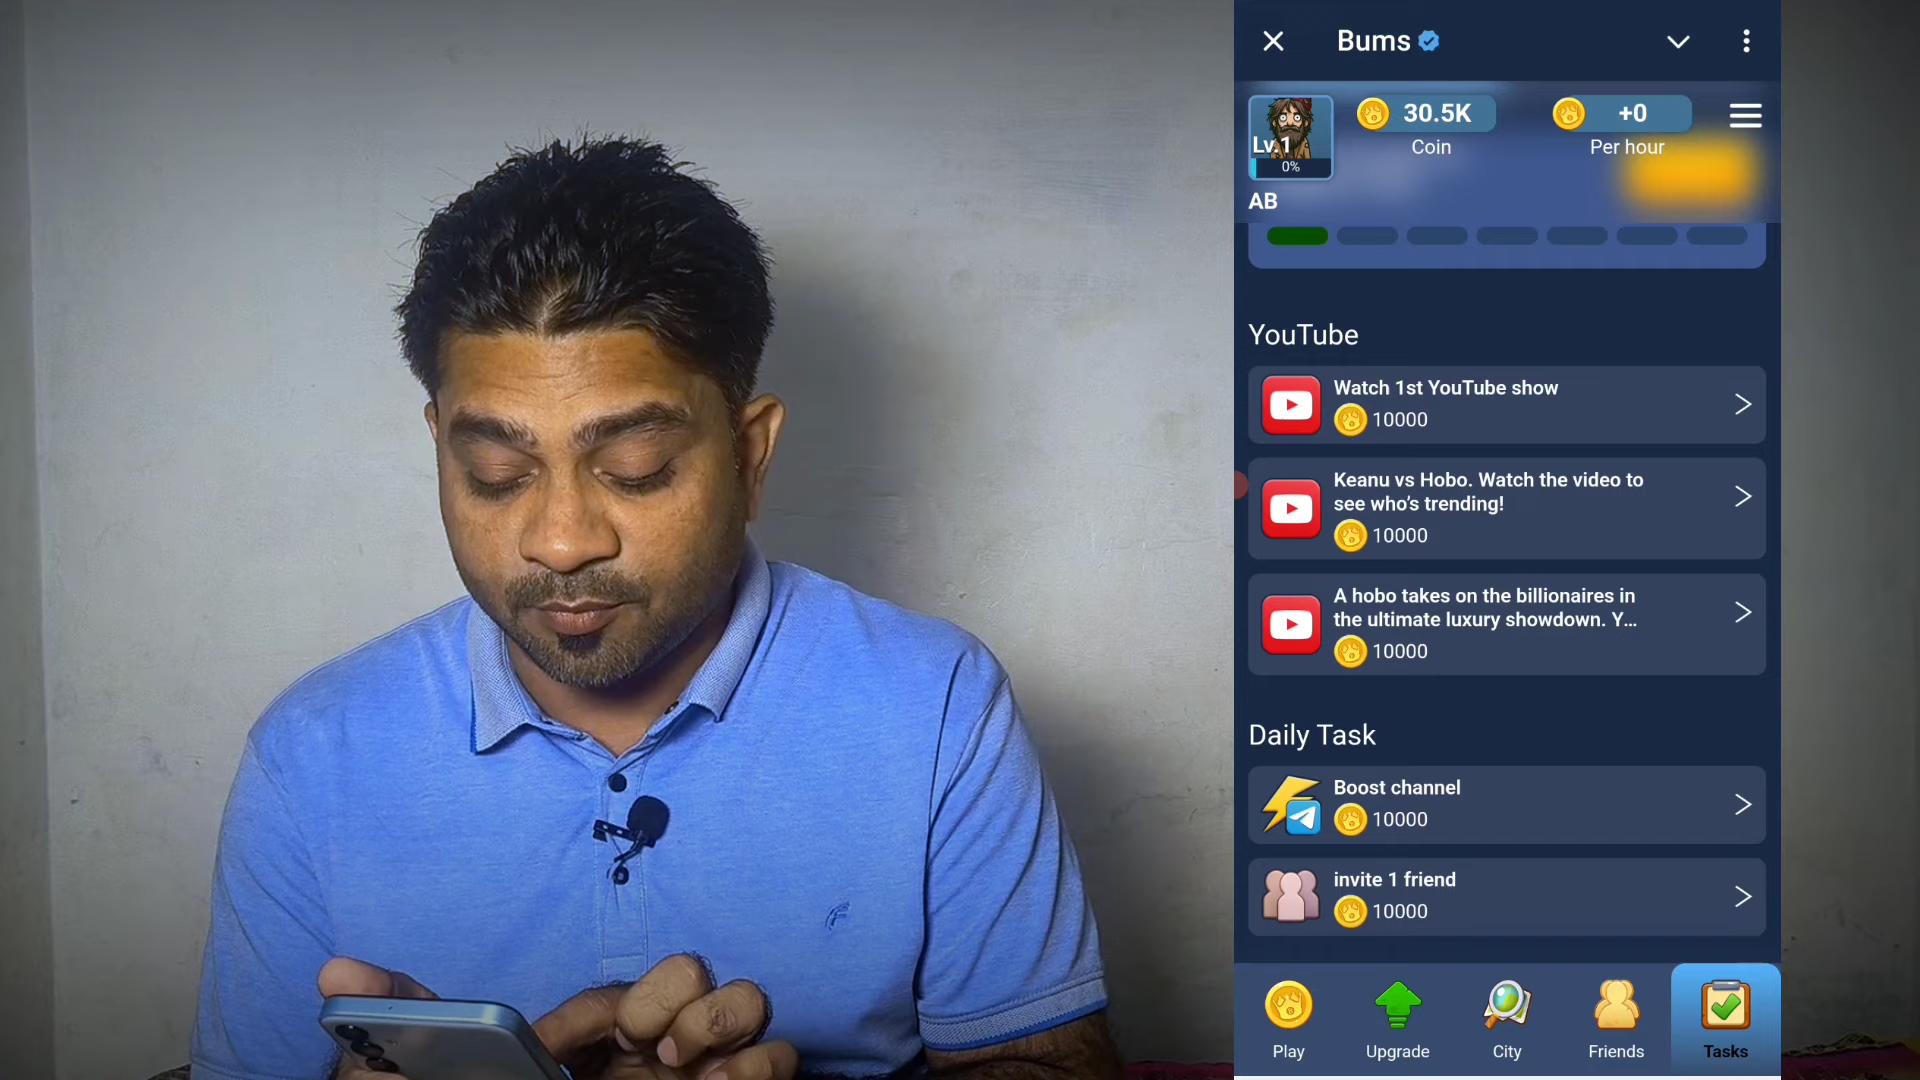 Bums
30.5K
+0
Coin
Per hour
Lv.1
0%
AB
YouTube
Watch 1st YouTube show
10000
Keanu vs Hobo. Watch the video to
see who’s trending!
10000
A hobo takes on the billionaires in
the ultimate luxury showdown. Y...
10000
Daily Task
Boost channel
10000
invite 1 friend
10000
Play
Upgrade
City
Friends
Tasks